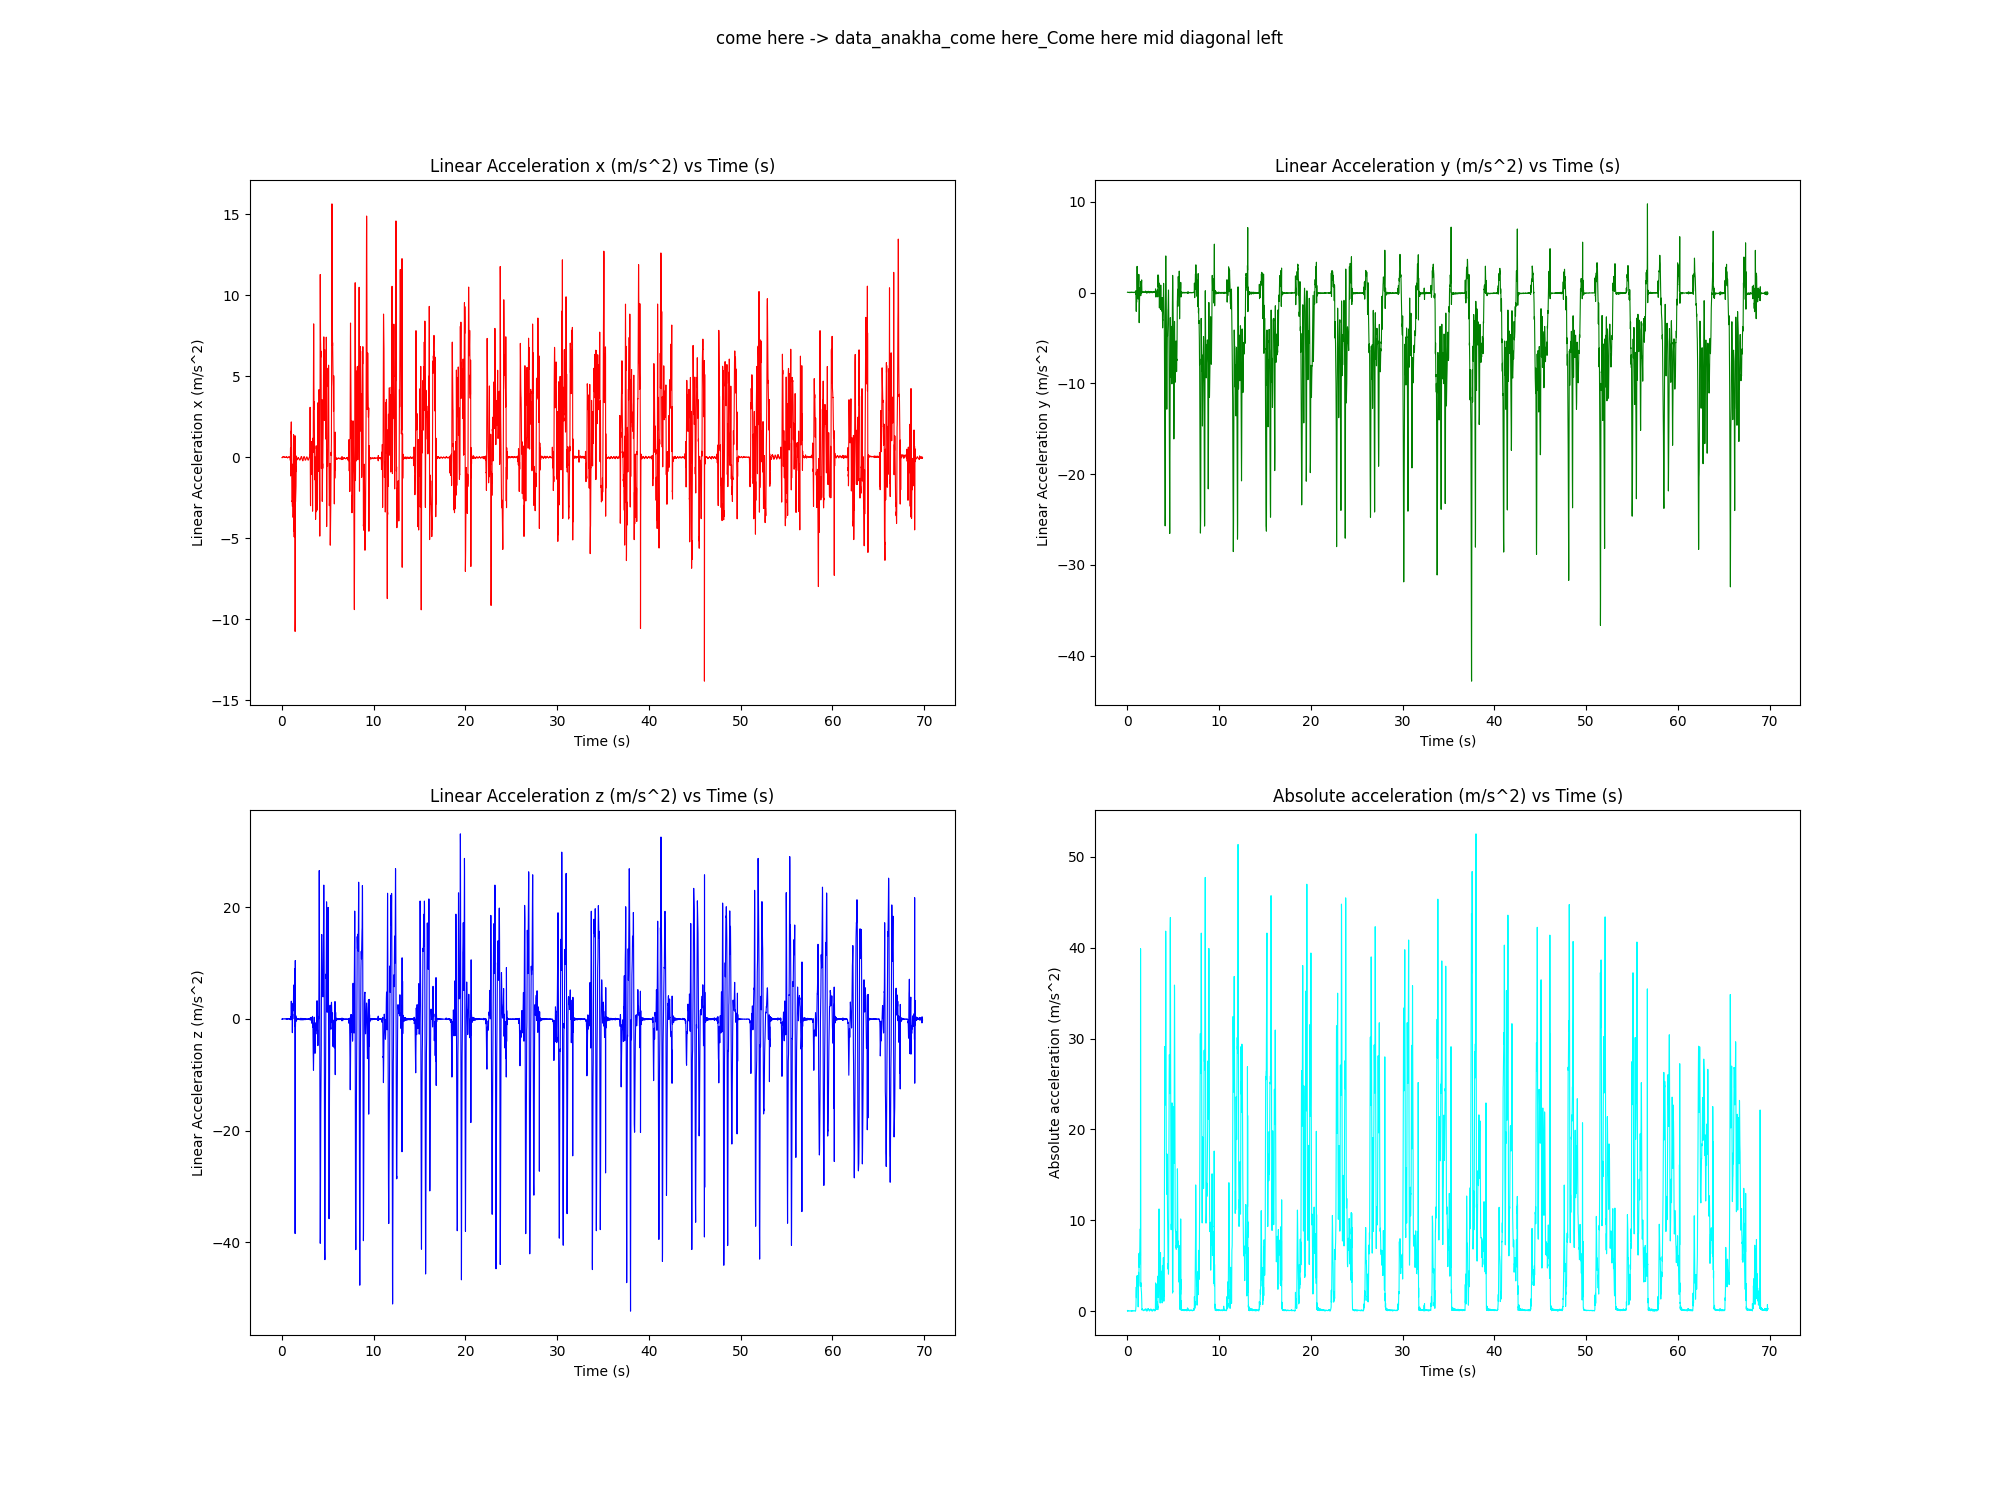 come here -> data_anakha_come here_Come here mid diagonal left
Linear Acceleration x (m/s^2) vs Time (s)
Linear Acceleration x (m/s^2)
15
10
5
0
−5
−10
−15
0 10 20 30 40 50 60 70
Time (s)
Linear Acceleration y (m/s^2) vs Time (s)
Linear Acceleration y (m/s^2)
10
0
−10
−20
−30
−40
0 10 20 30 40 50 60 70
Time (s)
Linear Acceleration z (m/s^2) vs Time (s)
Linear Acceleration z (m/s^2)
20
0
−20
−40
0 10 20 30 40 50 60 70
Time (s)
Absolute acceleration (m/s^2) vs Time (s)
Absolute acceleration (m/s^2)
50
40
30
20
10
0
0 10 20 30 40 50 60 70
Time (s)